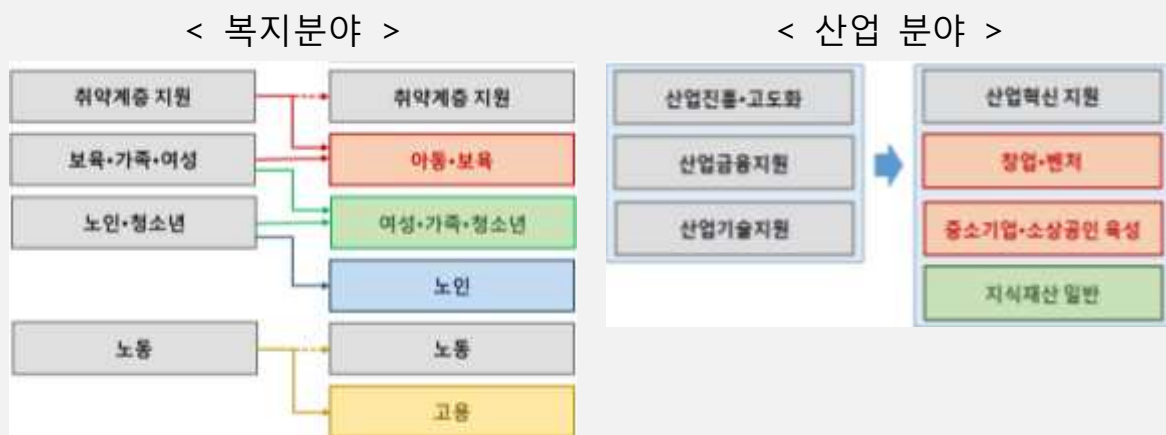 < 복지분야 >
취약계층 지원
취약계층 지원
보육·가족·여성
아동·보육
노인·청소년
여성·가족·청소년
노인
노동
노동
고용
< 산업 분야 >
산업진흥·고도화
산업혁신 지원
산업금융지원
창업·벤처
산업기술지원
중소기업·소상공인 육성
지식재산 일반